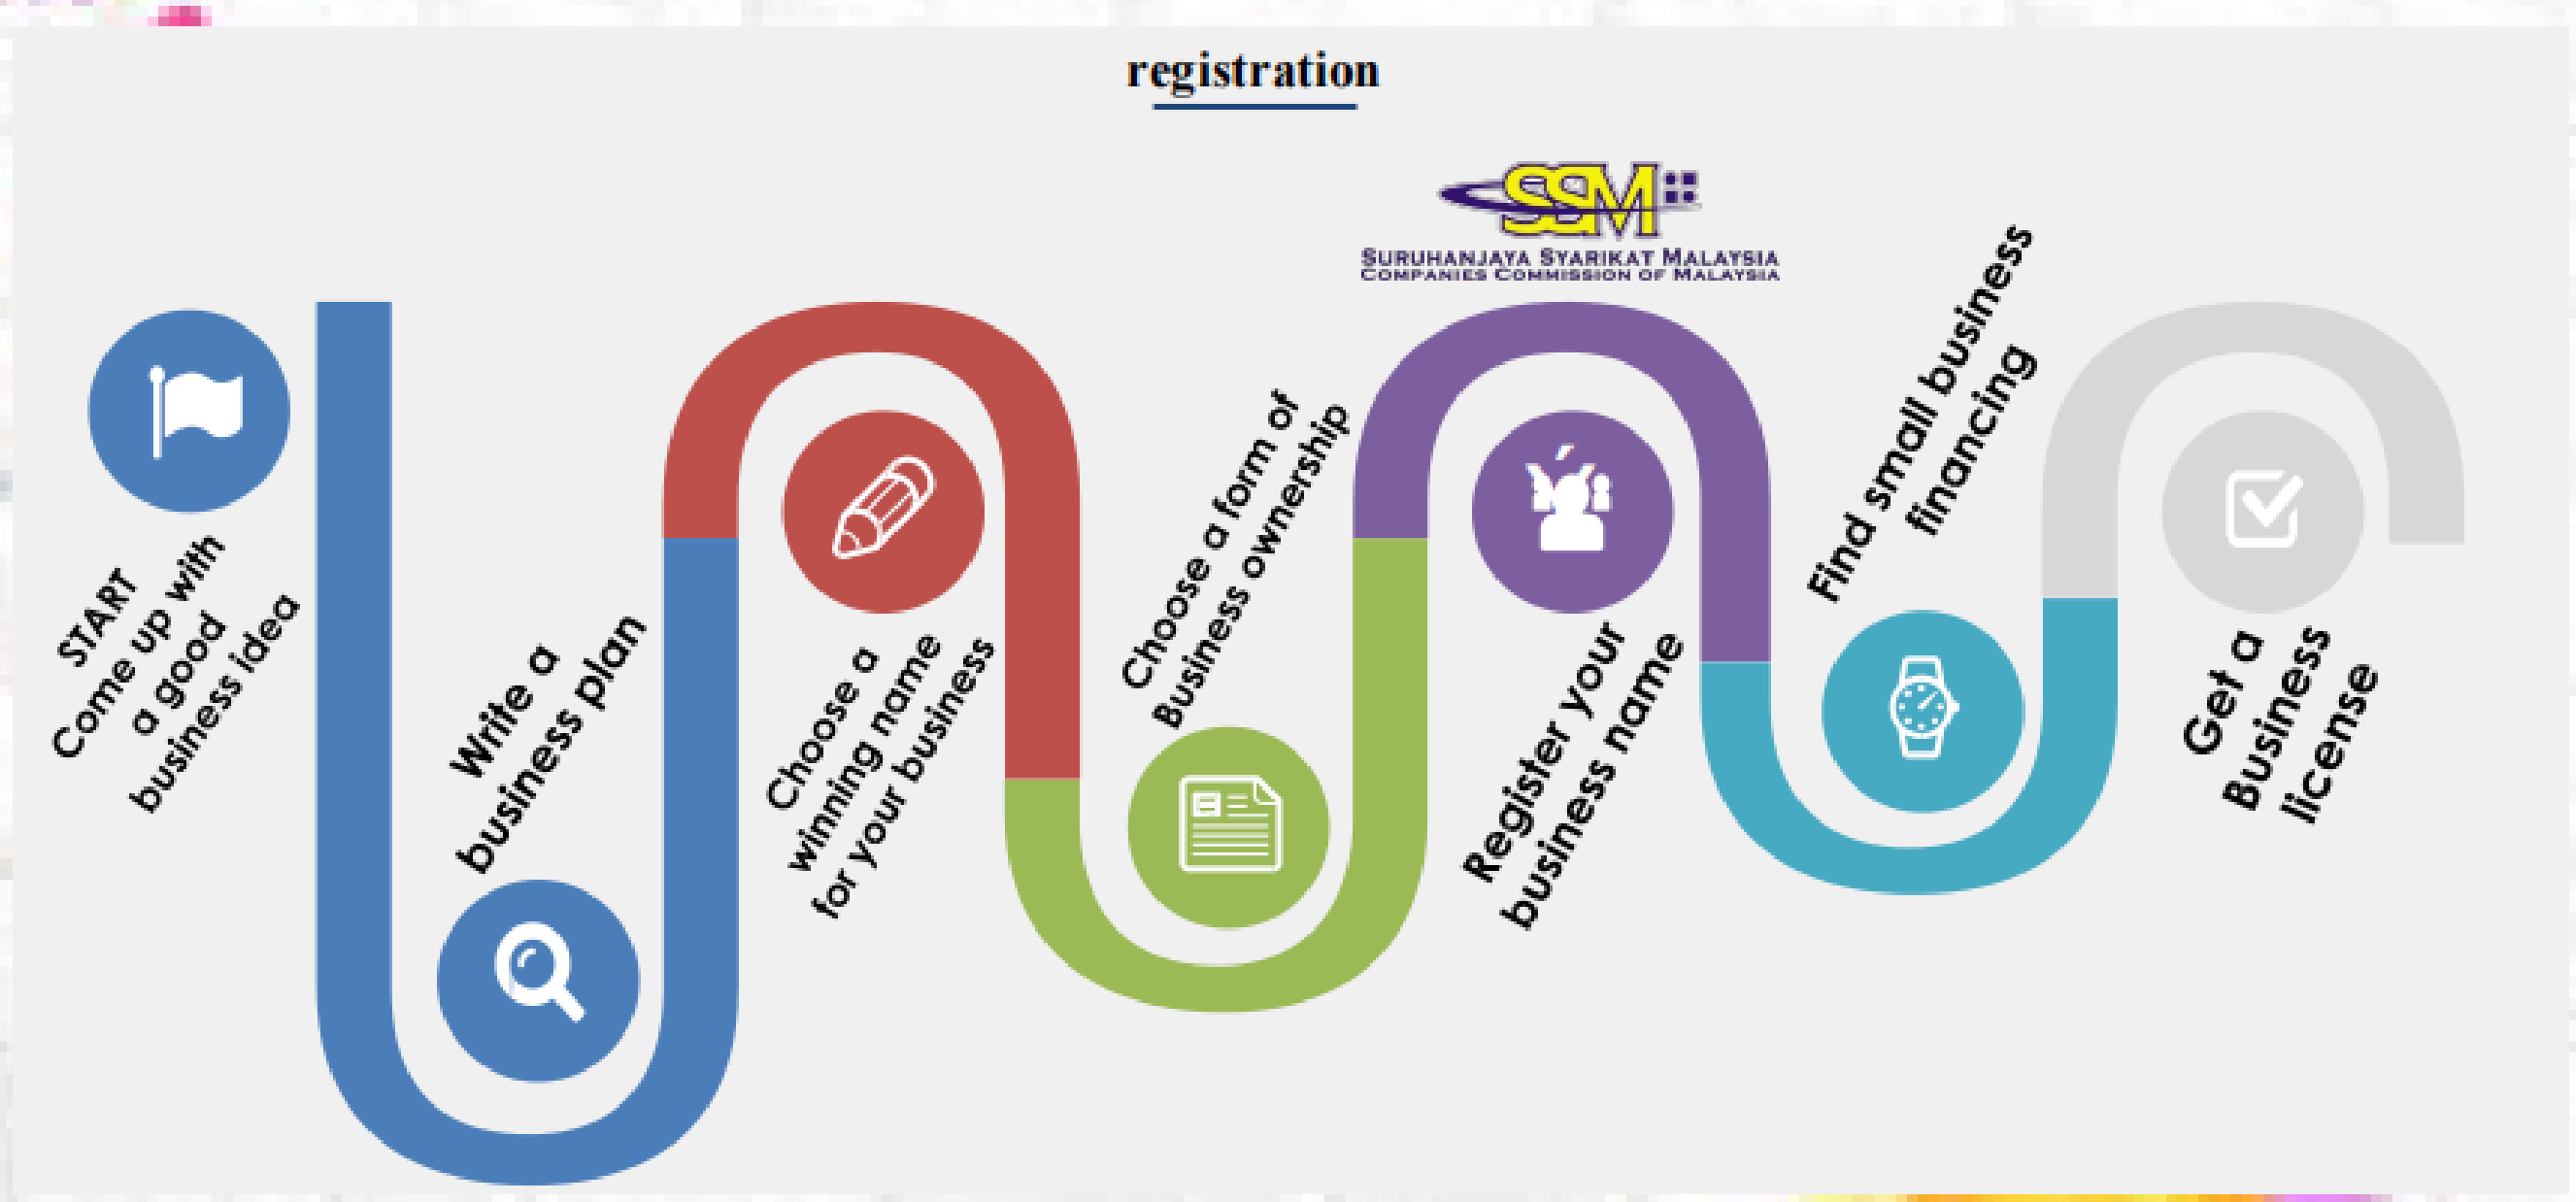 registration
SSM
SURUHANJAYA SYARIKAT MALAYSIA
COMPANIES COMMISSION OF MALAYSIA
START
Come up with
a good
business idea
Write a
business plan
Choose a
winning name
for your business
Choose a form of
Business ownership
Register your
business name
Find small business
financing
Get a
Business
license